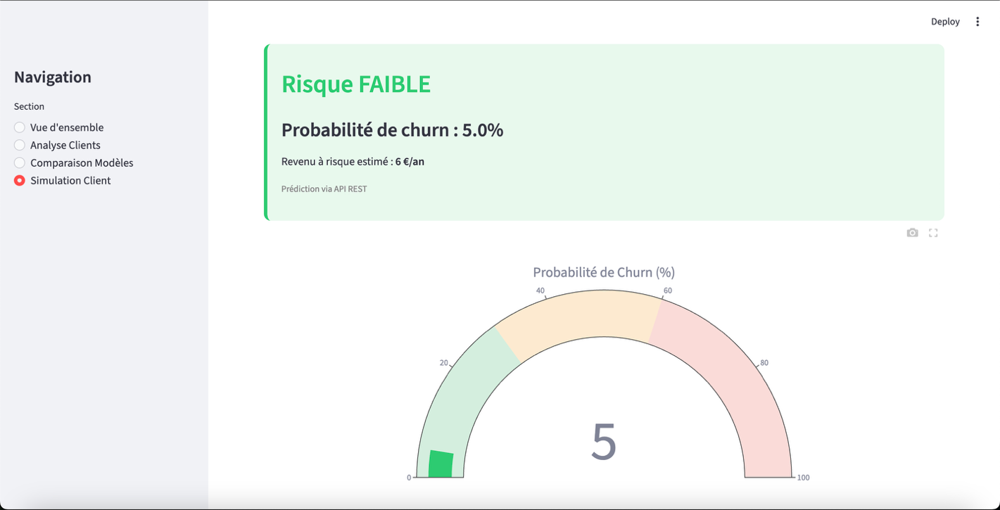 Deploy
Navigation
Section
Vue d'ensemble
Analyse Clients
Comparaison Modèles
Simulation Client
Risque FAIBLE
Probabilité de churn : 5.0%
Revenu à risque estimé : 6 €/an
Prédiction via API REST
Probabilité de Churn (%)
0
20
40
60
80
100
5